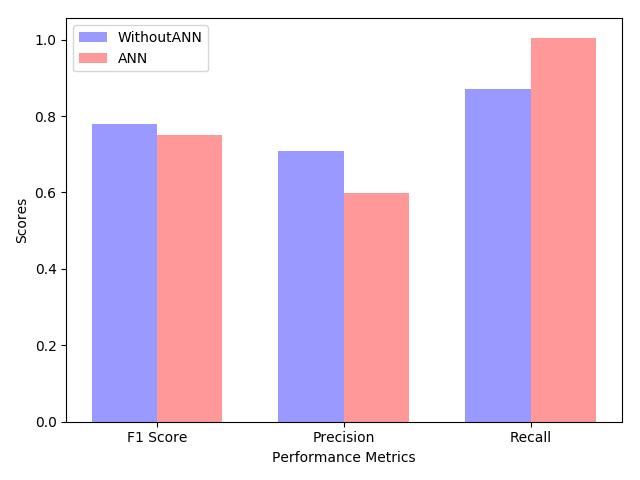 WithoutANN
ANN
1.0
0.8
0.6
0.4
0.2
0.0
Scores
F1 Score
Precision
Recall
Performance Metrics